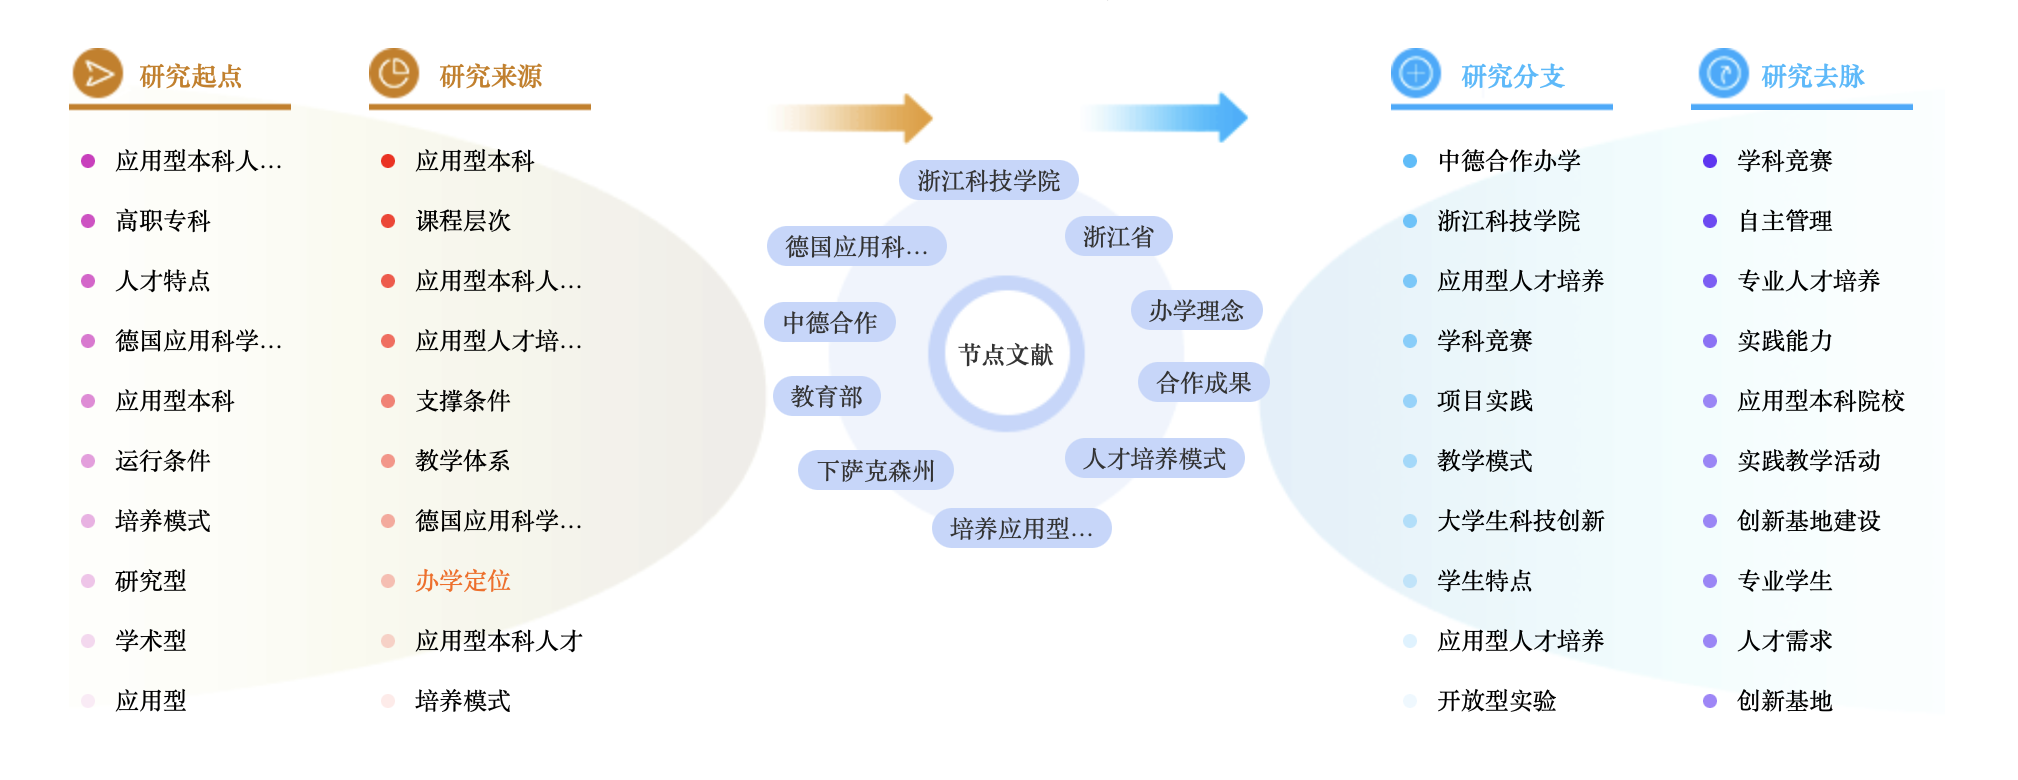 研究起点
应用型本科人...
高职专科
人才特点
德国应用科学...
应用型本科
运行条件
培养模式
研究型
学术型
应用型
研究来源
应用型本科
课程层次
应用型本科人...
应用型人才培...
支撑条件
教学体系
德国应用科学...
办学定位
应用型本科人才
培养模式
浙江科技学院
德国应用科...
浙江省
中德合作
办学理念
节点文献
教育部
合作成果
下萨克森州
人才培养模式
培养应用型...
研究分支
中德合作办学
浙江科技学院
应用型人才培养
学科竞赛
项目实践
教学模式
大学生科技创新
学生特点
应用型人才培养
开放型实验
研究去脉
学科竞赛
自主管理
专业人才培养
实践能力
应用型本科院校
实践教学活动
创新基地建设
专业学生
人才需求
创新基地